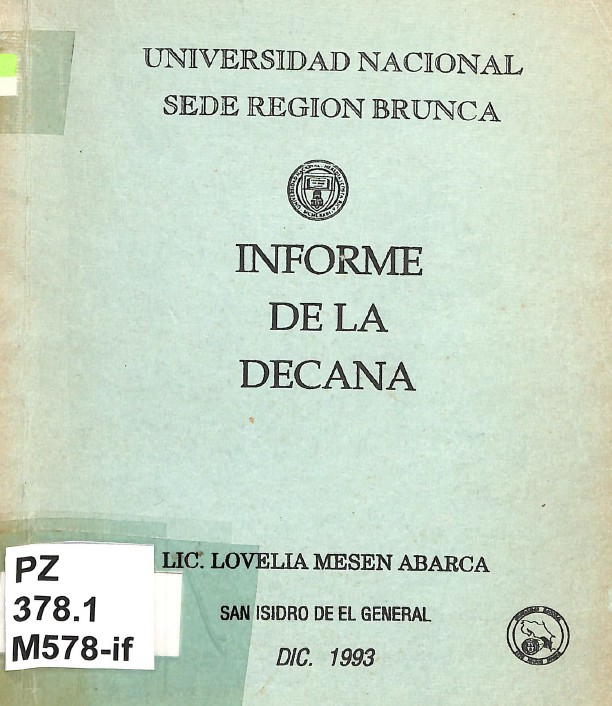 UNIVERSIDAD NACIONAL
SEDE REGION BRUNCA
INFORME
DE LA
DECANA
LIC. LOVELIA MESEN ABARCA
SAN ISIDRO DE EL GENERAL
DIC. 1993
PZ
378.1
M578-if